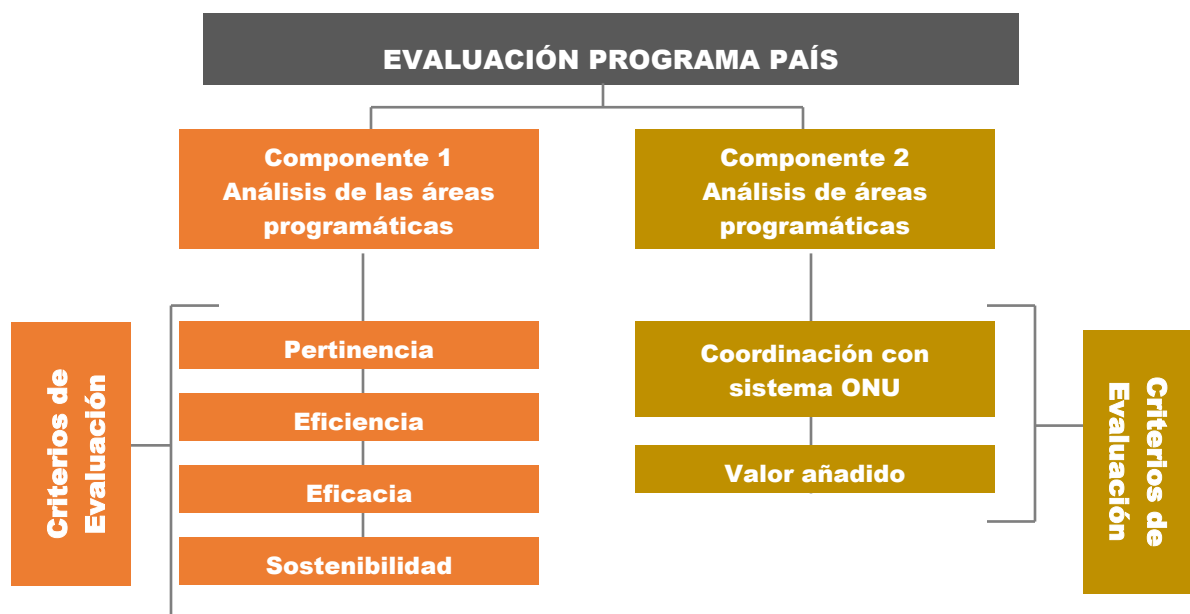 EVALUACIÓN PROGRAMA PAÍS
Componente 1
Análisis de las áreas
programáticas
Componente 2
Análisis de áreas
programáticas
Criterios de
Evaluación
Pertinencia
Eficiencia
Eficacia
Sostenibilidad
Coordinación con
sistema ONU
Valor añadido
Criterios de
Evaluación